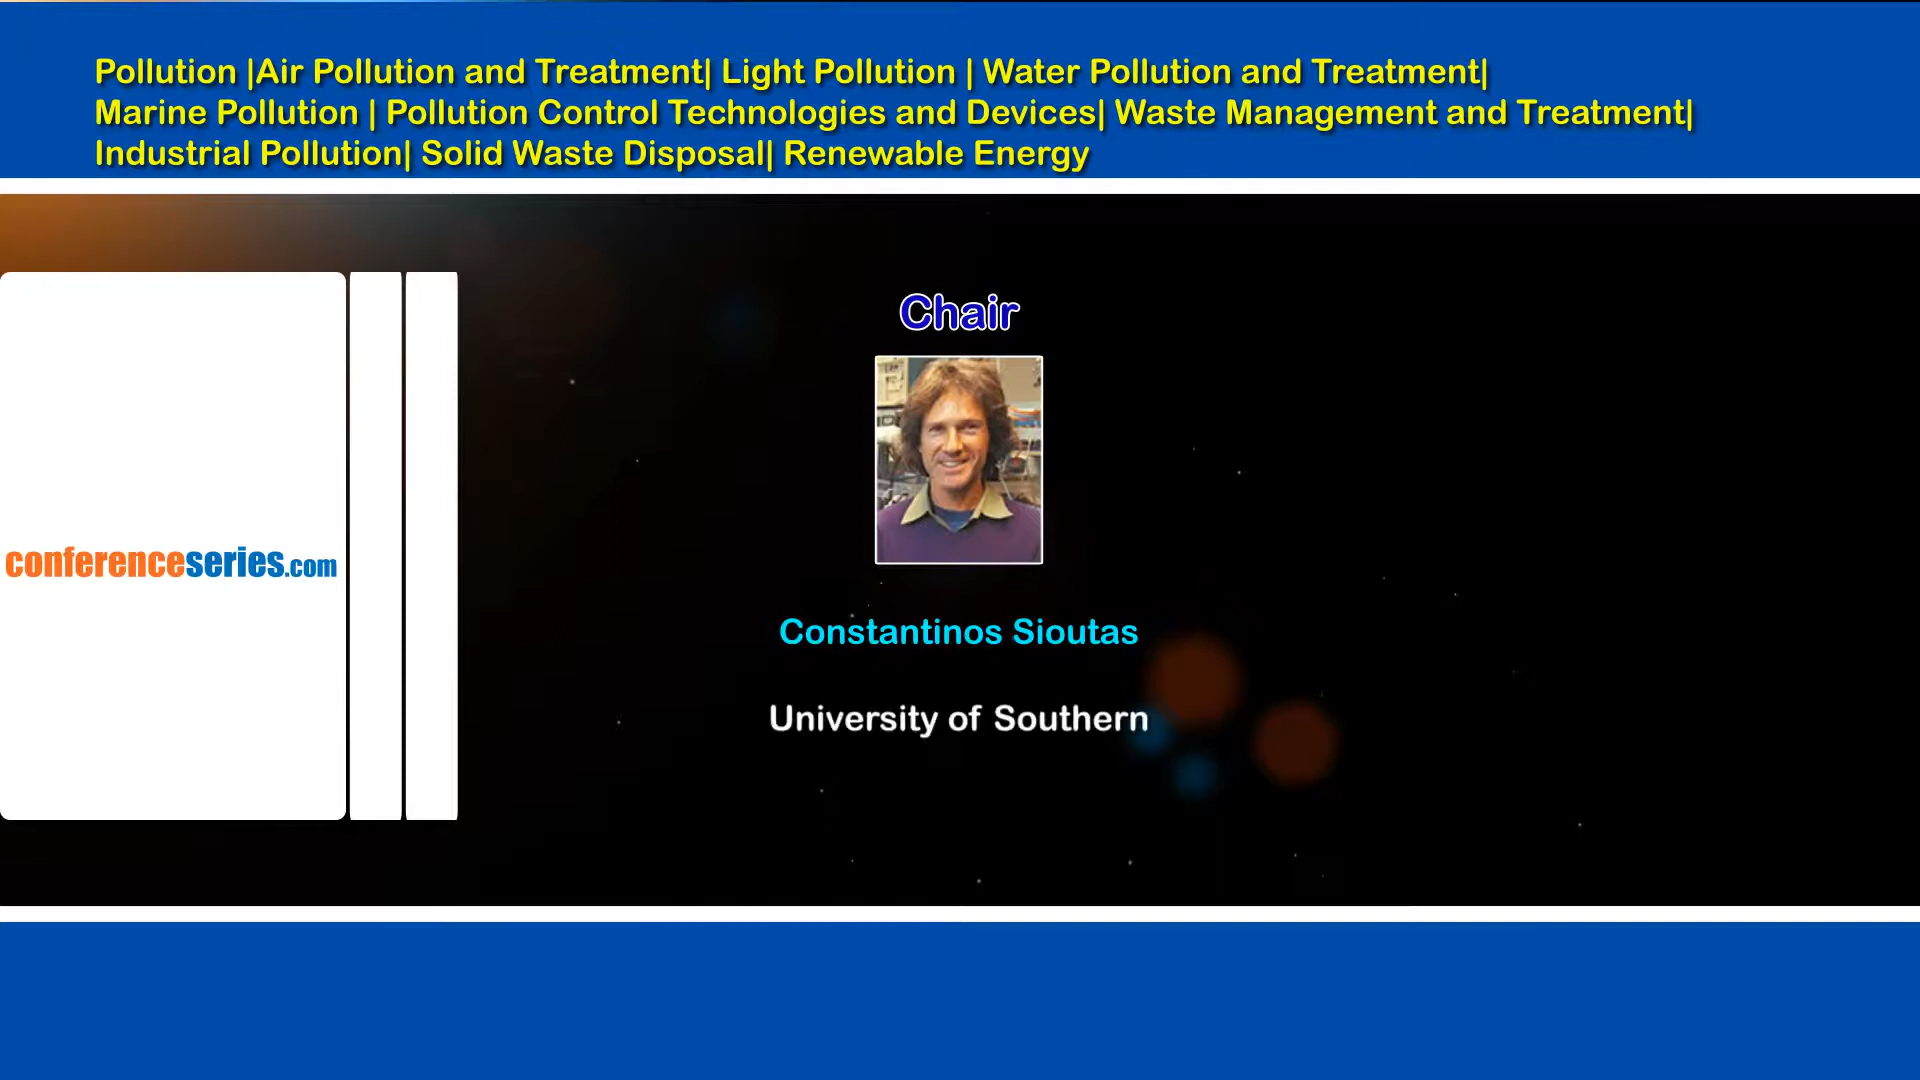 Pollution |Air Pollution and Treatment| Light Pollution | Water Pollution and Treatment|
Marine Pollution | Pollution Control Technologies and Devices| Waste Management and Treatment|
Industrial Pollution| Solid Waste Disposal| Renewable Energy
Chair
conferenceseries.com
Constantinos Sioutas
University of Southern